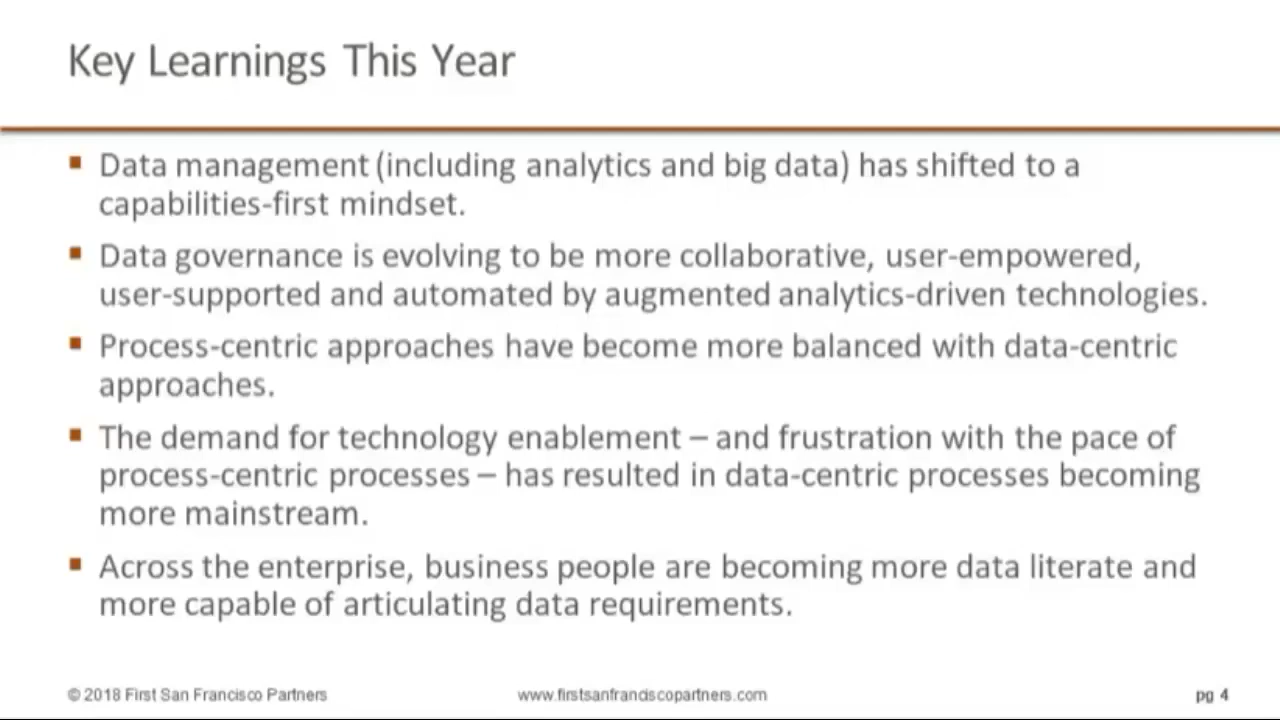 Key Learnings This Year
Data management (including analytics and big data) has shifted to a
capabilities-first mindset.
Data governance is evolving to be more collaborative, user-empowered,
user-supported and automated by augmented analytics-driven technologies.
Process-centric approaches have become more balanced with data-centric
approaches.
The demand for technology enablement – and frustration with the pace of
process-centric processes – has resulted in data-centric processes becoming
more mainstream.
Across the enterprise, business people are becoming more data literate and
more capable of articulating data requirements.
© 2018 First San Francisco Partners
www.firstsanfranciscopartners.com
pg 4